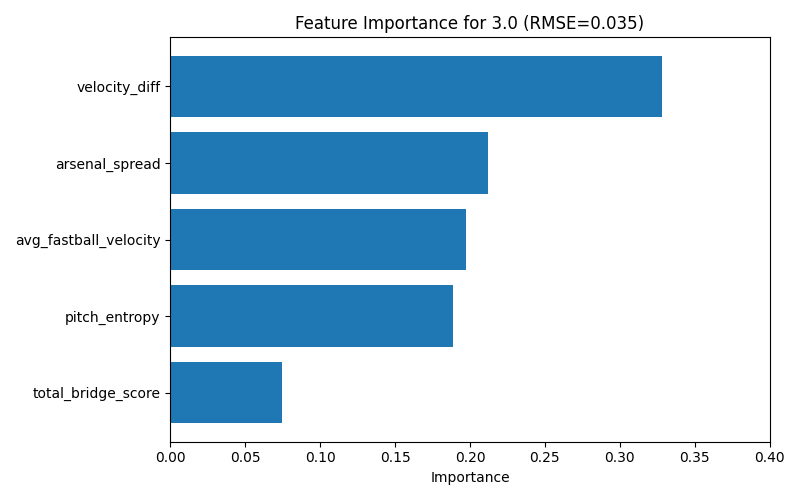 Feature Importance for 3.0 (RMSE=0.035)
velocity_diff
arsenal_spread
avg_fastball_velocity
pitch_entropy
total_bridge_score
0.00 0.05 0.10 0.15 0.20 0.25 0.30 0.35 0.40
Importance